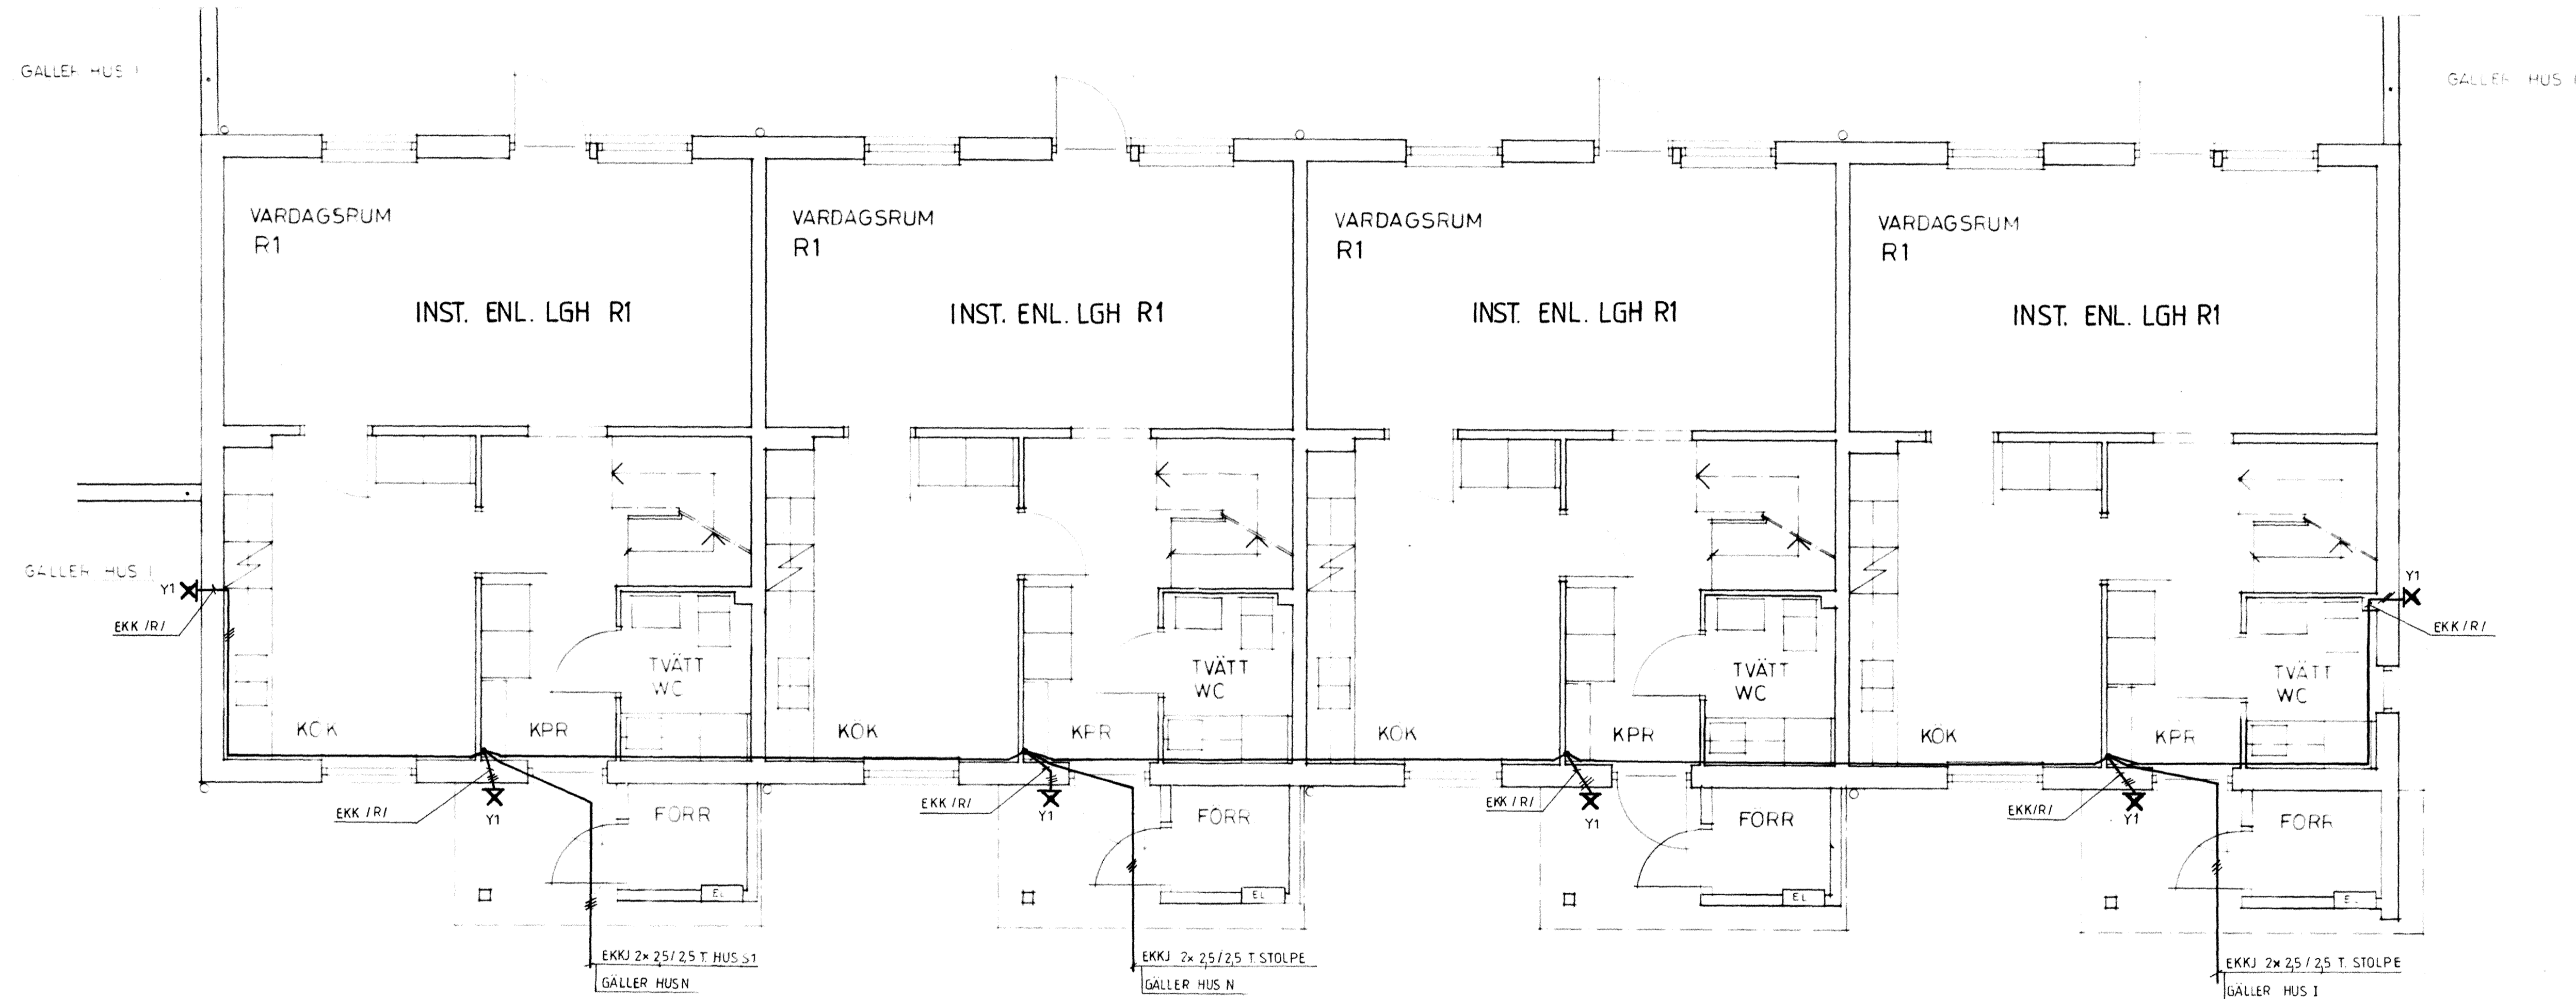 GÄLLER HUS I
GÄLLER HUS
VARDAGSRUM
R1
VARDAGSRUM
R1
VARDAGSRUM
R1
VARDAGSRUM
R1
INST. ENL. LGH R1
INST. ENL. LGH R1
INST. ENL. LGH R1
INST. ENL. LGH R1
GÄLLER HUS I
Y1
EKK /R/
Y1
EKK/R/
TVÄTT
WC
TVÄTT
WC
TVÄTT
WC
TVÄTT
WC
KÖK
KPR
KÖK
KPR
KÖK
KPR
KÖK
KPR
EKK /R/
Y1
FÖRR
EKK /R/
Y1
FÖRR
EKK /R/
Y1
FÖRR
EKK/R/
Y1
FÖRR
EL
EL
EL
EL
EKKJ 2x 2,5/2,5 T. HUS S1
GÄLLER HUS N
EKKJ 2x 2,5/2,5 T. STOLPE
GÄLLER HUS N
EKKJ 2x 2,5/2,5 T. STOLPE
GÄLLER HUS I